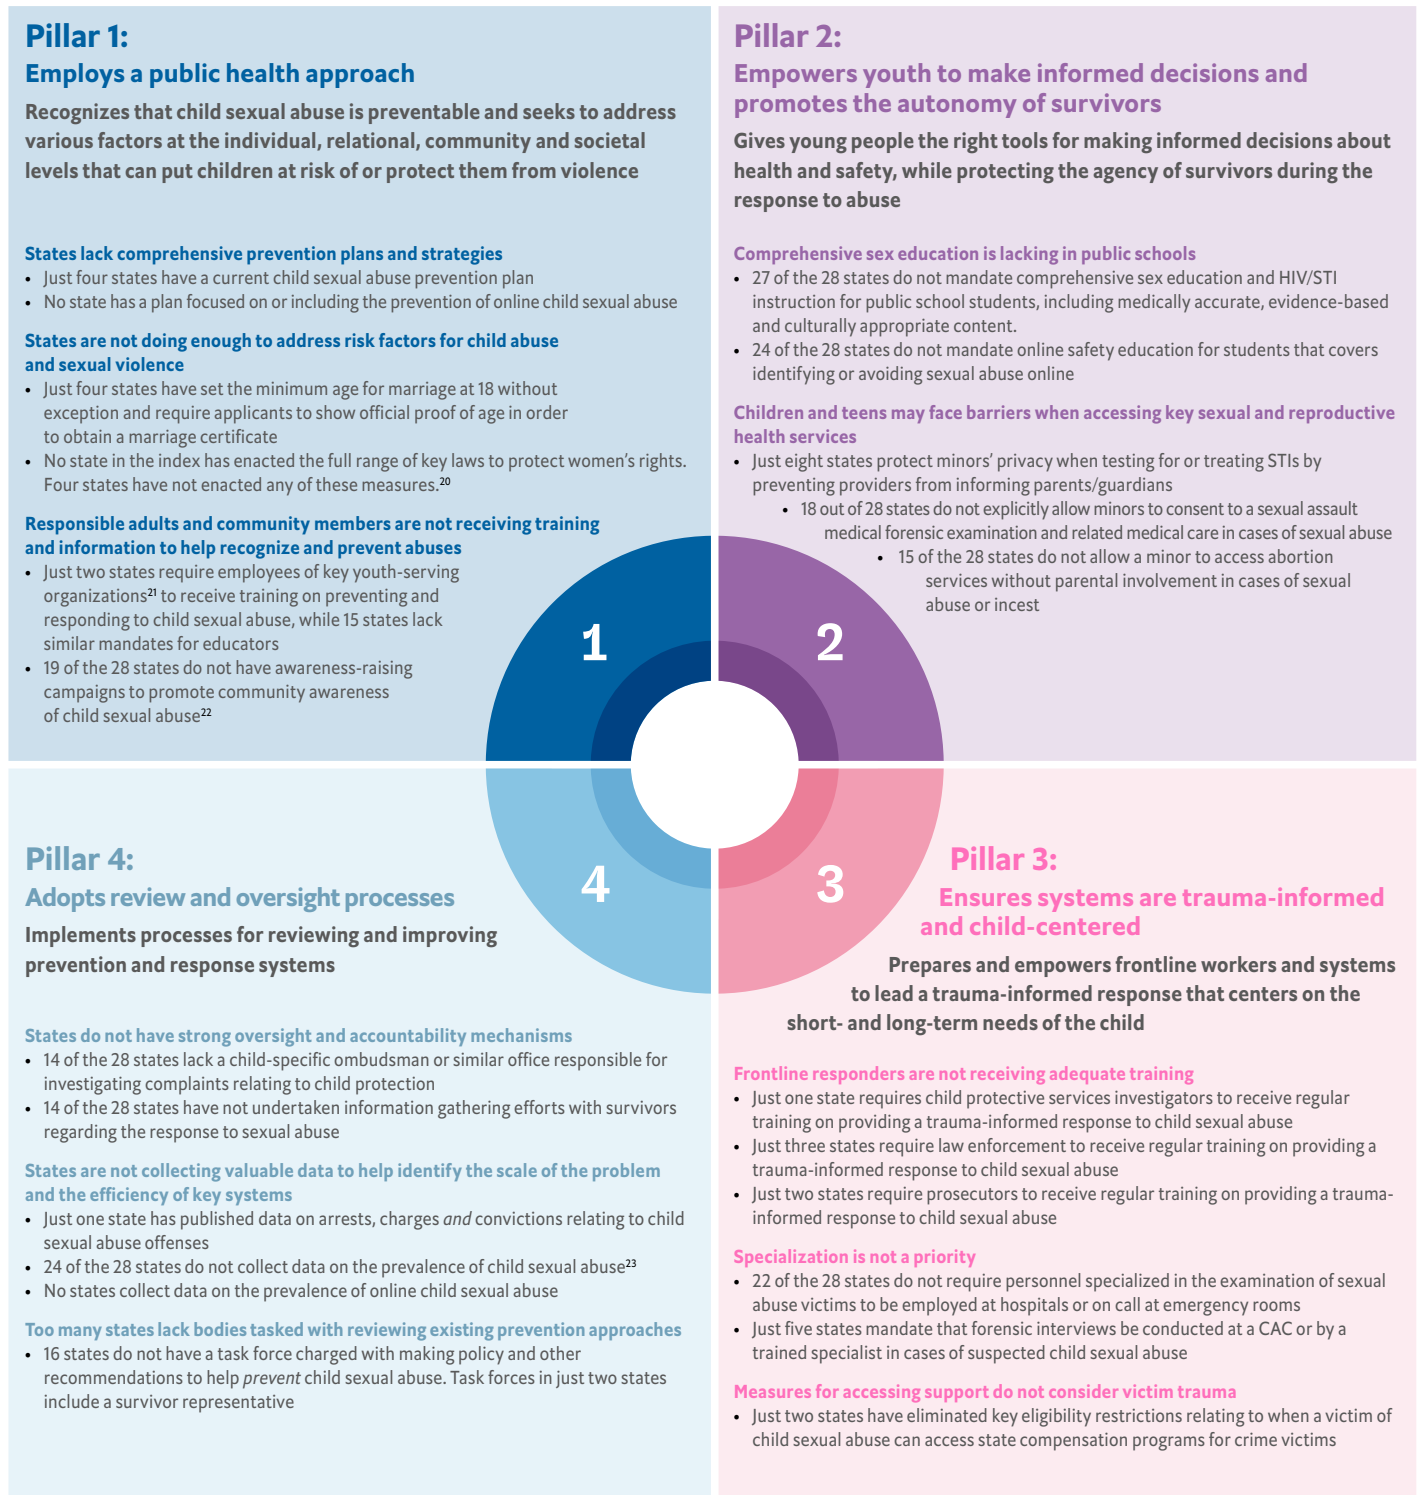 Pillar 1:
Employs a public health approach
Recognizes that child sexual abuse is preventable and seeks to address
various factors at the individual, relational, community and societal
levels that can put children at risk of or protect them from violence
States lack comprehensive prevention plans and strategies
• Just four states have a current child sexual abuse prevention plan
• No state has a plan focused on or including the prevention of online child sexual abuse
States are not doing enough to address risk factors for child abuse
and sexual violence
• Just four states have set the minimum age for marriage at 18 without
exception and require applicants to show official proof of age in order
to obtain a marriage certificate
• No state in the index has enacted the full range of key laws to protect women's rights.
Four states have not enacted any of these measures.20
Responsible adults and community members are not receiving training
and information to help recognize and prevent abuses
• Just two states require employees of key youth-serving
organizations21 to receive training on preventing and
responding to child sexual abuse, while 15 states lack
similar mandates for educators
• 19 of the 28 states do not have awareness-raising
campaigns to promote community awareness
of child sexual abuse22
1
Pillar 2:
Empowers youth to make informed decisions and
promotes the autonomy of survivors
Gives young people the right tools for making informed decisions about
health and safety, while protecting the agency of survivors during the
response to abuse
Comprehensive sex education is lacking in public schools
• 27 of the 28 states do not mandate comprehensive sex education and HIV/STI
instruction for public school students, including medically accurate, evidence-based
and culturally appropriate content.
• 24 of the 28 states do not mandate online safety education for students that covers
identifying or avoiding sexual abuse online
Children and teens may face barriers when accessing key sexual and reproductive
health services
• Just eight states protect minors' privacy when testing for or treating STIs by
preventing providers from informing parents/guardians
• 18 out of 28 states do not explicitly allow minors to consent to a sexual assault
medical forensic examination and related medical care in cases of sexual abuse
• 15 of the 28 states do not allow a minor to access abortion
services without parental involvement in cases of sexual
abuse or incest
2
Pillar 4:
Adopts review and oversight processes
Implements processes for reviewing and improving
prevention and response systems
States do not have strong oversight and accountability mechanisms
• 14 of the 28 states lack a child-specific ombudsman or similar office responsible for
investigating complaints relating to child protection
• 14 of the 28 states have not undertaken information gathering efforts with survivors
regarding the response to sexual abuse
States are not collecting valuable data to help identify the scale of the problem
and the efficiency of key systems
• Just one state has published data on arrests, charges and convictions relating to child
sexual abuse offenses
• 24 of the 28 states do not collect data on the prevalence of child sexual abuse23
• No states collect data on the prevalence of online child sexual abuse
Too many states lack bodies tasked with reviewing existing prevention approaches
• 16 states do not have a task force charged with making policy and other
recommendations to help prevent child sexual abuse. Task forces in just two states
include a survivor representative
4
3
Pillar 3:
Ensures systems are trauma-informed
and child-centered
Prepares and empowers frontline workers and systems
to lead a trauma-informed response that centers on the
short- and long-term needs of the child
Frontline responders are not receiving adequate training
• Just one state requires child protective services investigators to receive regular
training on providing a trauma-informed response to child sexual abuse
• Just three states require law enforcement to receive regular training on providing a
trauma-informed response to child sexual abuse
• Just two states require prosecutors to receive regular training on providing a trauma-
informed response to child sexual abuse
Specialization is not a priority
• 22 of the 28 states do not require personnel specialized in the examination of sexual
abuse victims to be employed at hospitals or on call at emergency rooms
• Just five states mandate that forensic interviews be conducted at a CAC or by a
trained specialist in cases of suspected child sexual abuse
Measures for accessing support do not consider victim trauma
• Just two states have eliminated key eligibility restrictions relating to when a victim of
child sexual abuse can access state compensation programs for crime victims